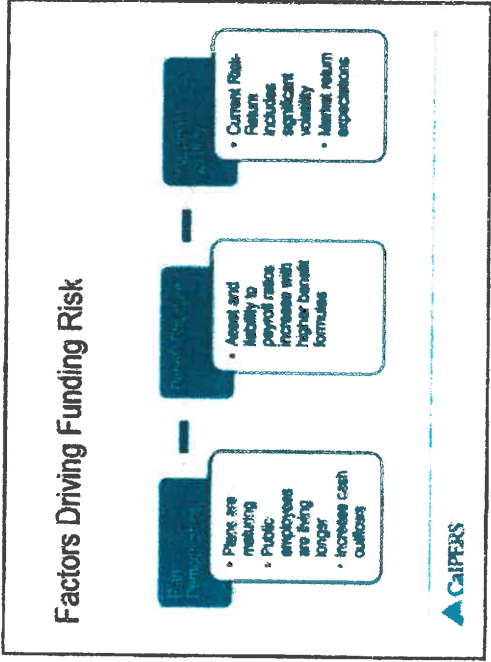 Factors Driving Funding Risk
Plan
• Plans are
maturing
• Public
employees
are living
longer
• Increase cash
outflows
• Asset and
liability to
payroll ratios
increase with
higher benefit
formulas
• Current Risk-
Return
includes
significant
volatility
• Market return
expectations
CalPERS